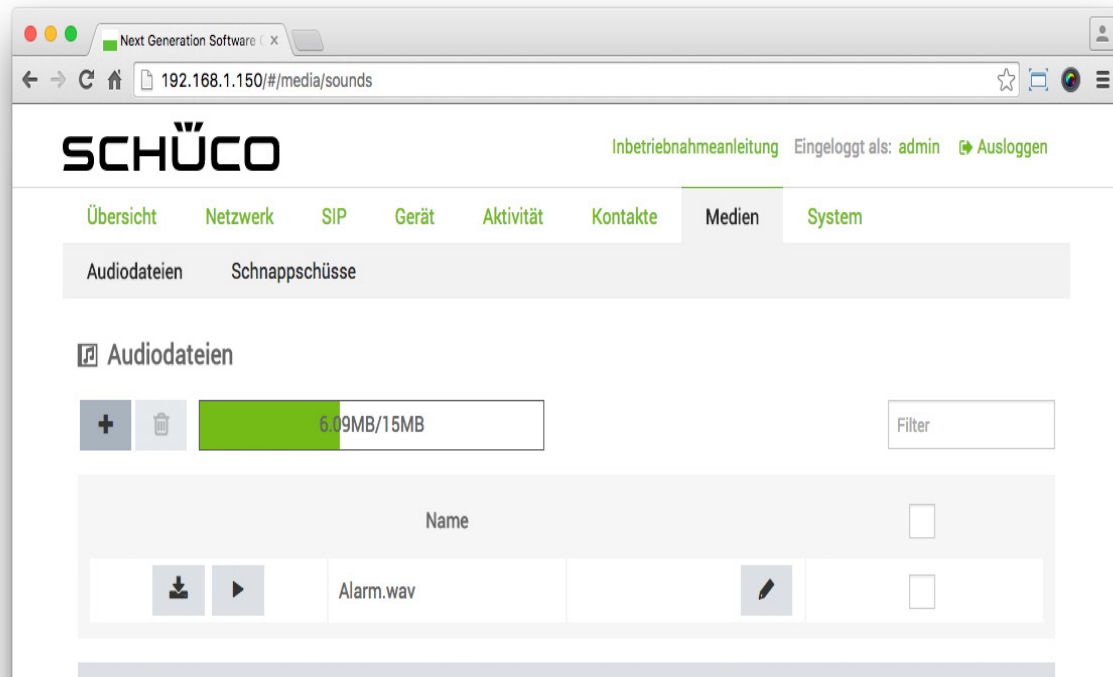 Next Generation Software
192.168.1.150/#/media/sounds
SCHÜCO
Inbetriebnahmeanleitung Eingeloggt als: admin Ausloggen
Übersicht Netzwerk SIP Gerät Aktivität Kontakte Medien System
Audiodateien Schnappschüsse
Audiodateien
6.09MB/15MB Filter
Name
Alarm.wav